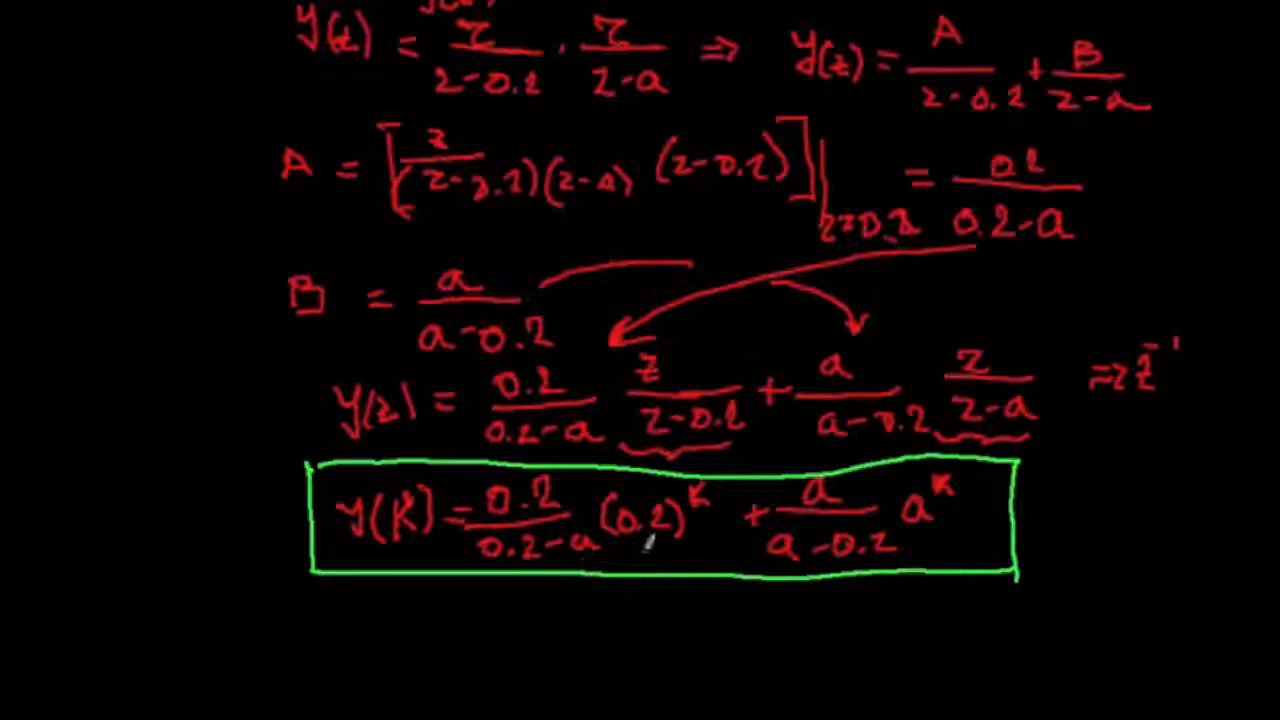 Y(z) = z/(z-0.2) · z/(z-a) ⇒ Y(z) = A/(z-0.2) + B/(z-a)
A = [z/((z-0.2)(z-a) (z-0.2)]|z=0.2 = 0.2/(0.2-a)
B = a/(a-0.2)
Y(z) = 0.2/(0.2-a) z/(z-0.2) + a/(a-0.2) z/(z-a) ⇒ z⁻¹
y(k) = 0.2/(0.2-a) (0.2)^k + a/(a-0.2) a^k